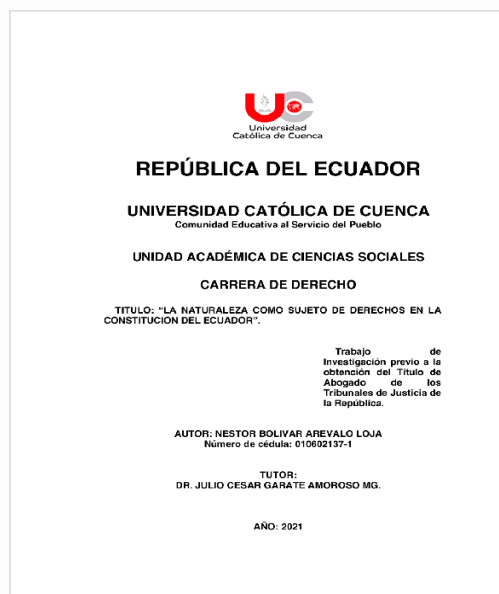 UC
Universidad
Católica de Cuenca
REPÚBLICA DEL ECUADOR
UNIVERSIDAD CATÓLICA DE CUENCA
Comunidad Educativa al Servicio del Pueblo
UNIDAD ACADÉMICA DE CIENCIAS SOCIALES
CARRERA DE DERECHO
TITULO: “LA NATURALEZA COMO SUJETO DE DERECHOS EN LA
CONSTITUCION DEL ECUADOR”.
Trabajo de
Investigación previo a la
obtención del Título de
Abogado de los
Tribunales de Justicia de
la República.
AUTOR: NESTOR BOLIVAR AREVALO LOJA
Número de cédula: 010602137-1
TUTOR:
DR. JULIO CESAR GARATE AMOROSO MG.
AÑO: 2021